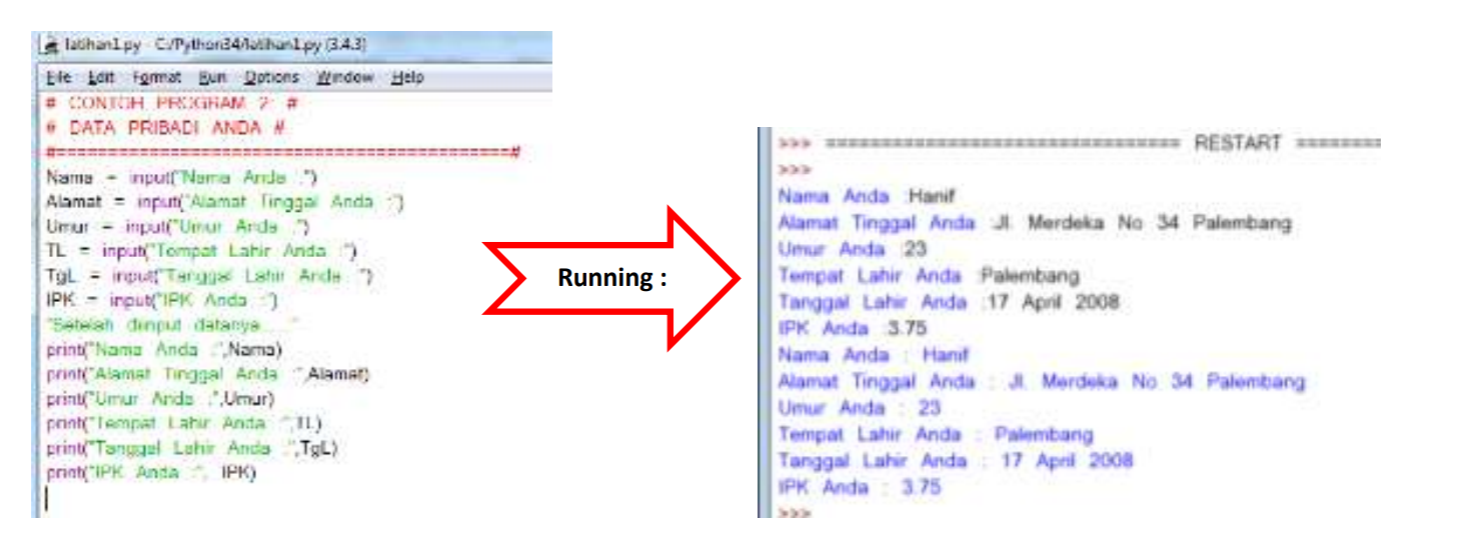 latihan1.py - C:/Python34/latihan1.py (3.4.3)
File Edit Format Run Options Window Help
# CONTOH PROGRAM 2: #
# DATA PRIBADI ANDA #
#===========================================#
Nama = input("Nama Anda :")
Alamat = input("Alamat Tinggal Anda :")
Umur = input("Umur Anda :")
TL = input("Tempat Lahir Anda :")
TgL = input("Tanggal Lahir Anda :")
IPK = input("IPK Anda :")
"Setelah diinput datanya....."
print("Nama Anda :",Nama)
print("Alamat Tinggal Anda :",Alamat)
print("Umur Anda :",Umur)
print("Tempat Lahir Anda :",TL)
print("Tanggal Lahir Anda :",TgL)
print("IPK Anda :", IPK)
Running :
>>> ================================ RESTART ========
>>>
Nama Anda :Hanif
Alamat Tinggal Anda :Jl. Merdeka No 34 Palembang
Umur Anda :23
Tempat Lahir Anda :Palembang
Tanggal Lahir Anda :17 April 2008
IPK Anda :3.75
Nama Anda : Hanif
Alamat Tinggal Anda : Jl. Merdeka No 34 Palembang
Umur Anda : 23
Tempat Lahir Anda : Palembang
Tanggal Lahir Anda : 17 April 2008
IPK Anda : 3.75
>>>